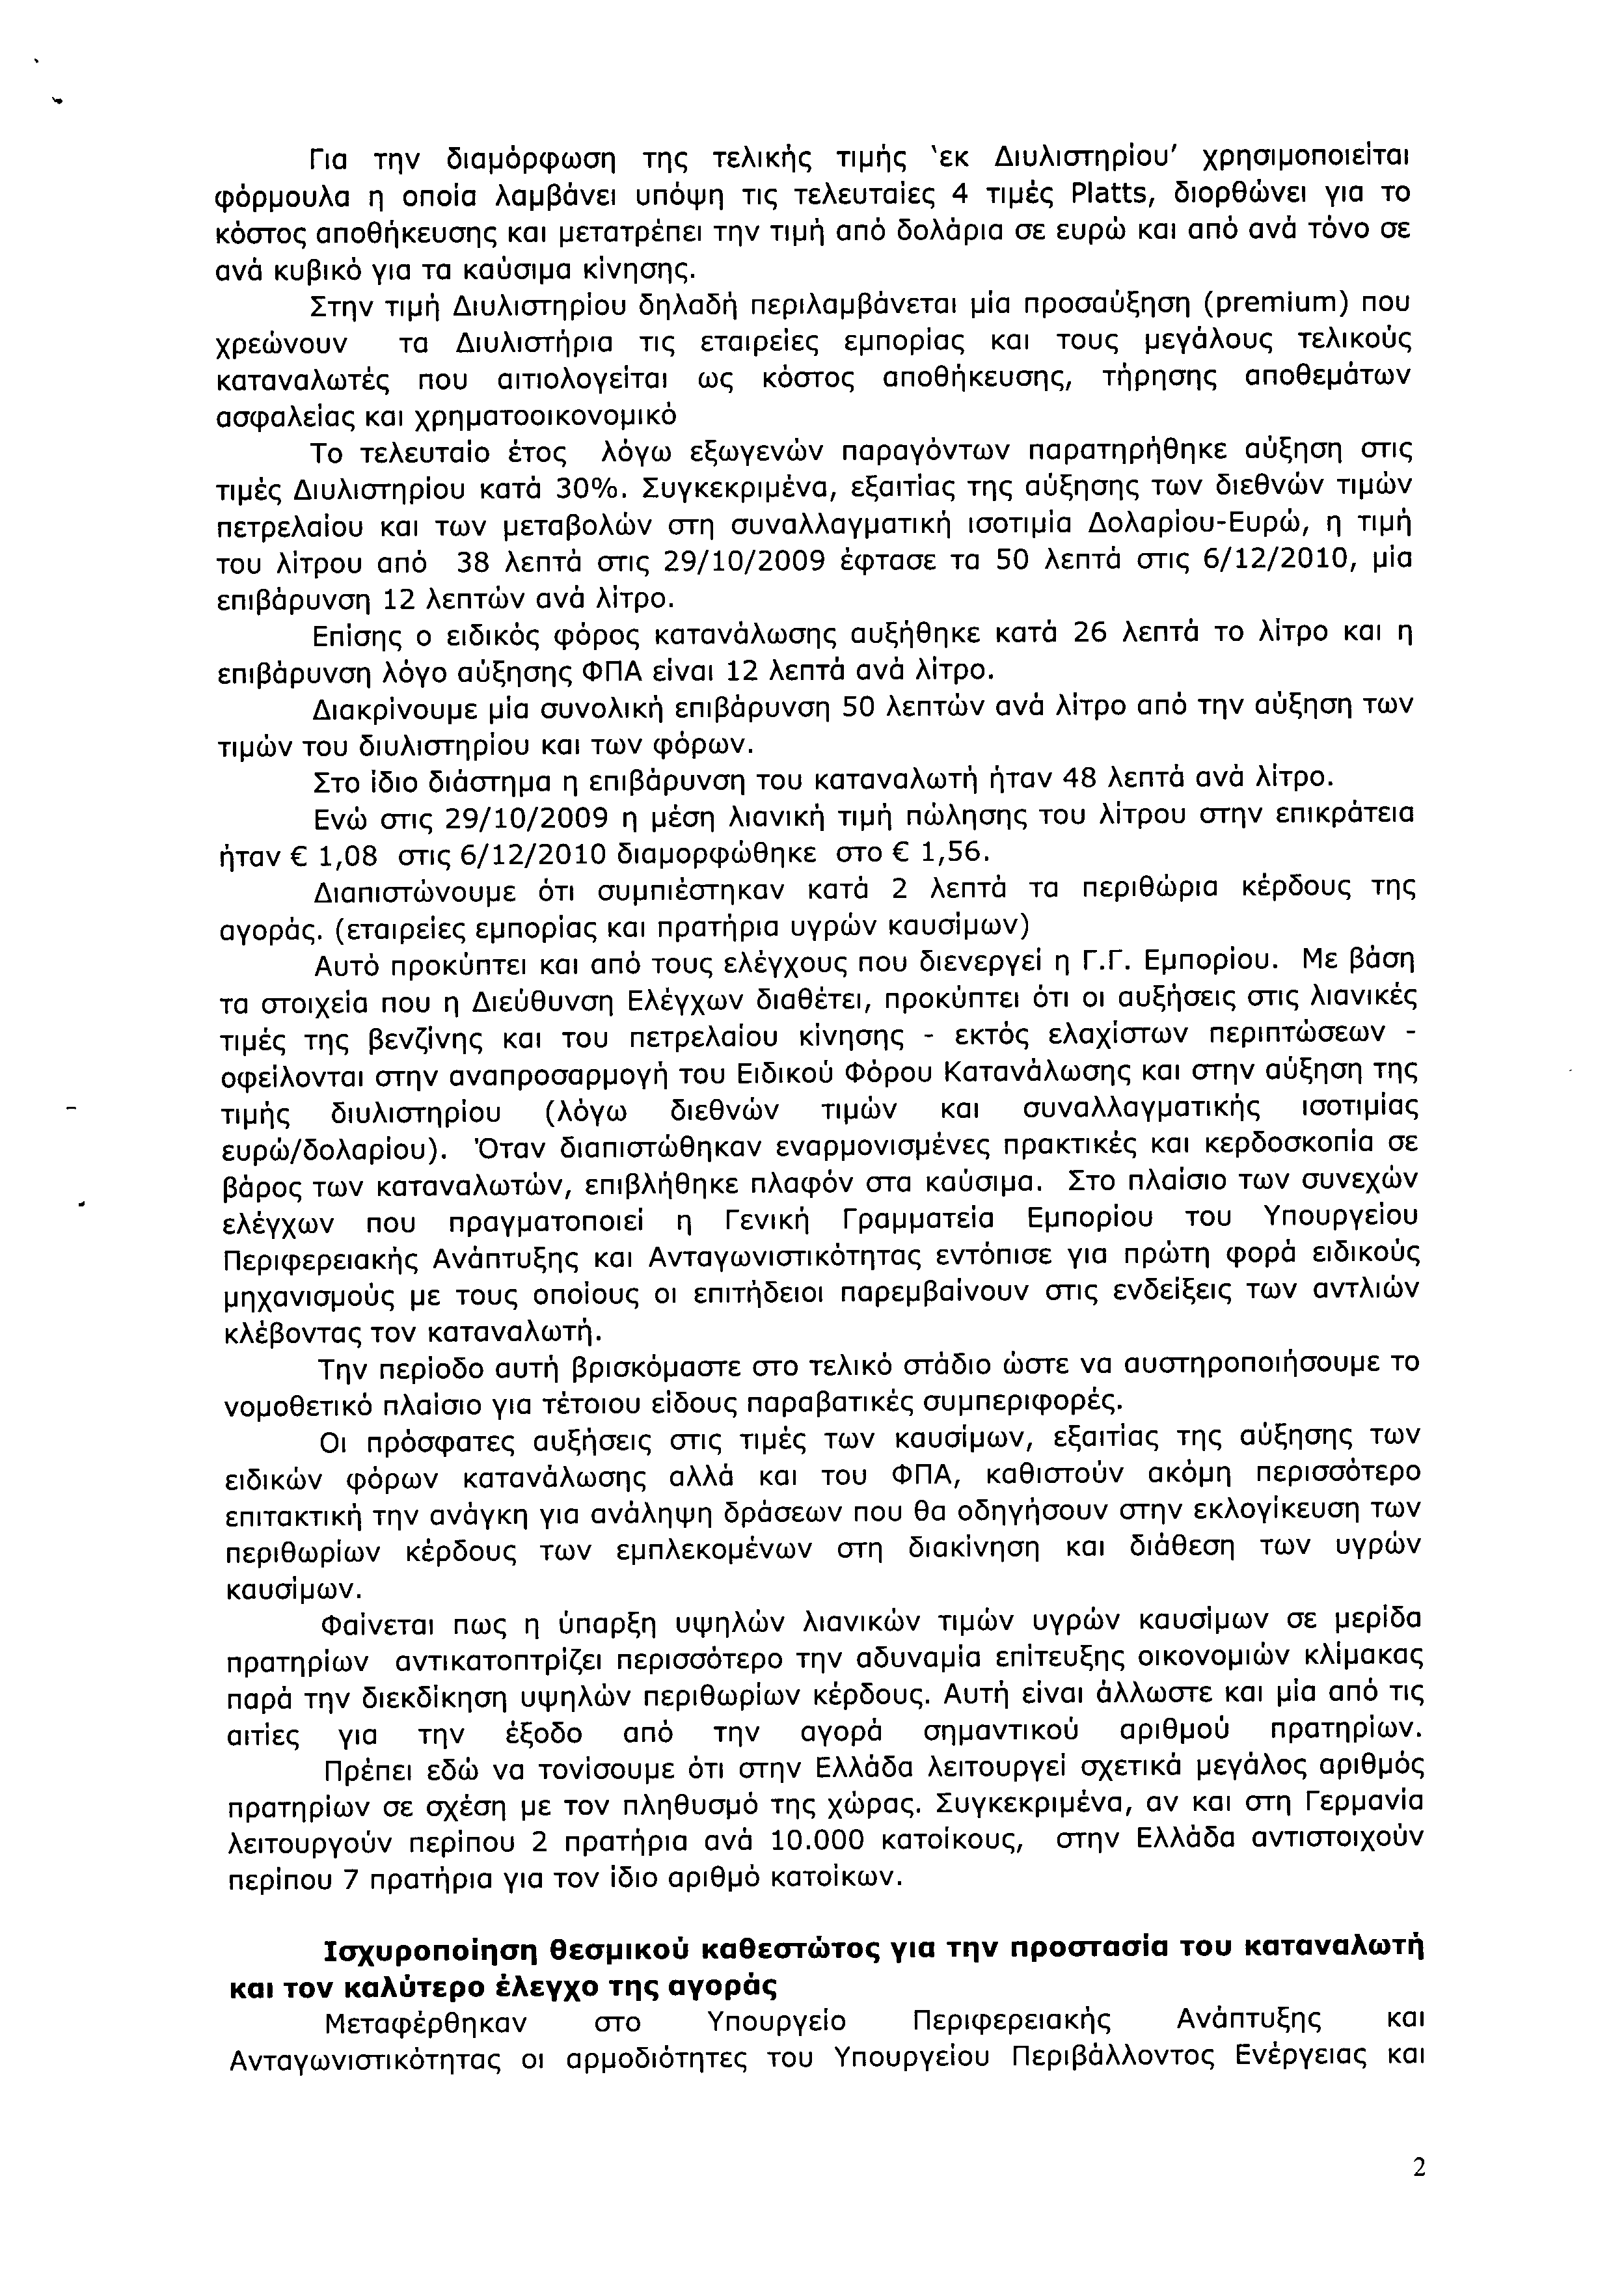 Για την διαμόρφωση της τελικής τιμής ‵εκ Διυλιστηρίου′ χρησιμοποιείται
φόρμουλα η οποία λαμβάνει υπόψη τις τελευταίες 4 τιμές Platts, διορθώνει για το
κόστος αποθήκευσης και μετατρέπει την τιμή από δολάρια σε ευρώ και από ανά τόνο σε
ανά κυβικό για τα καύσιμα κίνησης.
Στην τιμή Διυλιστηρίου δηλαδή περιλαμβάνεται μία προσαύξηση (premium) που
χρεώνουν τα Διυλιστήρια τις εταιρείες εμπορίας και τους μεγάλους τελικούς
καταναλωτές που αιτιολογείται ως κόστος αποθήκευσης, τήρησης αποθεμάτων
ασφαλείας και χρηματοοικονομικό
Το τελευταίο έτος λόγω εξωγενών παραγόντων παρατηρήθηκε αύξηση στις
τιμές Διυλιστηρίου κατά 30%. Συγκεκριμένα, εξαιτίας της αύξησης των διεθνών τιμών
πετρελαίου και των μεταβολών στη συναλλαγματική ισοτιμία Δολαρίου-Ευρώ, η τιμή
του λίτρου από 38 λεπτά στις 29/10/2009 έφτασε τα 50 λεπτά στις 6/12/2010, μία
επιβάρυνση 12 λεπτών ανά λίτρο.
Επίσης ο ειδικός φόρος κατανάλωσης αυξήθηκε κατά 26 λεπτά το λίτρο και η
επιβάρυνση λόγο αύξησης ΦΠΑ είναι 12 λεπτά ανά λίτρο.
Διακρίνουμε μία συνολική επιβάρυνση 50 λεπτών ανά λίτρο από την αύξηση των
τιμών του διυλιστηρίου και των φόρων.
Στο ίδιο διάστημα η επιβάρυνση του καταναλωτή ήταν 48 λεπτά ανά λίτρο.
Ενώ στις 29/10/2009 η μέση λιανική τιμή πώλησης του λίτρου στην επικράτεια
ήταν € 1,08 στις 6/12/2010 διαμορφώθηκε στο € 1,56.
Διαπιστώνουμε ότι συμπιέστηκαν κατά 2 λεπτά τα περιθώρια κέρδους της
αγοράς. (εταιρείες εμπορίας και πρατήρια υγρών καυσίμων)
Αυτό προκύπτει και από τους ελέγχους που διενεργεί η Γ.Γ. Εμπορίου. Με βάση
τα στοιχεία που η Διεύθυνση Ελέγχων διαθέτει, προκύπτει ότι οι αυξήσεις στις λιανικές
τιμές της βενζίνης και του πετρελαίου κίνησης - εκτός ελαχίστων περιπτώσεων -
οφείλονται στην αναπροσαρμογή του Ειδικού Φόρου Κατανάλωσης και στην αύξηση της
τιμής διυλιστηρίου (λόγω διεθνών τιμών και συναλλαγματικής ισοτιμίας
ευρώ/δολαρίου). Όταν διαπιστώθηκαν εναρμονισμένες πρακτικές και κερδοσκοπία σε
βάρος των καταναλωτών, επιβλήθηκε πλαφόν στα καύσιμα. Στο πλαίσιο των συνεχών
ελέγχων που πραγματοποιεί η Γενική Γραμματεία Εμπορίου του Υπουργείου
Περιφερειακής Ανάπτυξης και Ανταγωνιστικότητας εντόπισε για πρώτη φορά ειδικούς
μηχανισμούς με τους οποίους οι επιτήδειοι παρεμβαίνουν στις ενδείξεις των αντλιών
κλέβοντας τον καταναλωτή.
Την περίοδο αυτή βρισκόμαστε στο τελικό στάδιο ώστε να αυστηροποιήσουμε το
νομοθετικό πλαίσιο για τέτοιου είδους παραβατικές συμπεριφορές.
Οι πρόσφατες αυξήσεις στις τιμές των καυσίμων, εξαιτίας της αύξησης των
ειδικών φόρων κατανάλωσης αλλά και του ΦΠΑ, καθιστούν ακόμη περισσότερο
επιτακτική την ανάγκη για ανάληψη δράσεων που θα οδηγήσουν στην εκλογίκευση των
περιθωρίων κέρδους των εμπλεκομένων στη διακίνηση και διάθεση των υγρών
καυσίμων.
Φαίνεται πως η ύπαρξη υψηλών λιανικών τιμών υγρών καυσίμων σε μερίδα
πρατηρίων αντικατοπτρίζει περισσότερο την αδυναμία επίτευξης οικονομιών κλίμακας
παρά την διεκδίκηση υψηλών περιθωρίων κέρδους. Αυτή είναι άλλωστε και μία από τις
αιτίες για την έξοδο από την αγορά σημαντικού αριθμού πρατηρίων.
Πρέπει εδώ να τονίσουμε ότι στην Ελλάδα λειτουργεί σχετικά μεγάλος αριθμός
πρατηρίων σε σχέση με τον πληθυσμό της χώρας. Συγκεκριμένα, αν και στη Γερμανία
λειτουργούν περίπου 2 πρατήρια ανά 10.000 κατοίκους, στην Ελλάδα αντιστοιχούν
περίπου 7 πρατήρια για τον ίδιο αριθμό κατοίκων.
Ισχυροποίηση θεσμικού καθεστώτος για την προστασία του καταναλωτή
και τον καλύτερο έλεγχο της αγοράς
Μεταφέρθηκαν στο Υπουργείο Περιφερειακής Ανάπτυξης και
Ανταγωνιστικότητας οι αρμοδιότητες του Υπουργείου Περιβάλλοντος Ενέργειας και
2